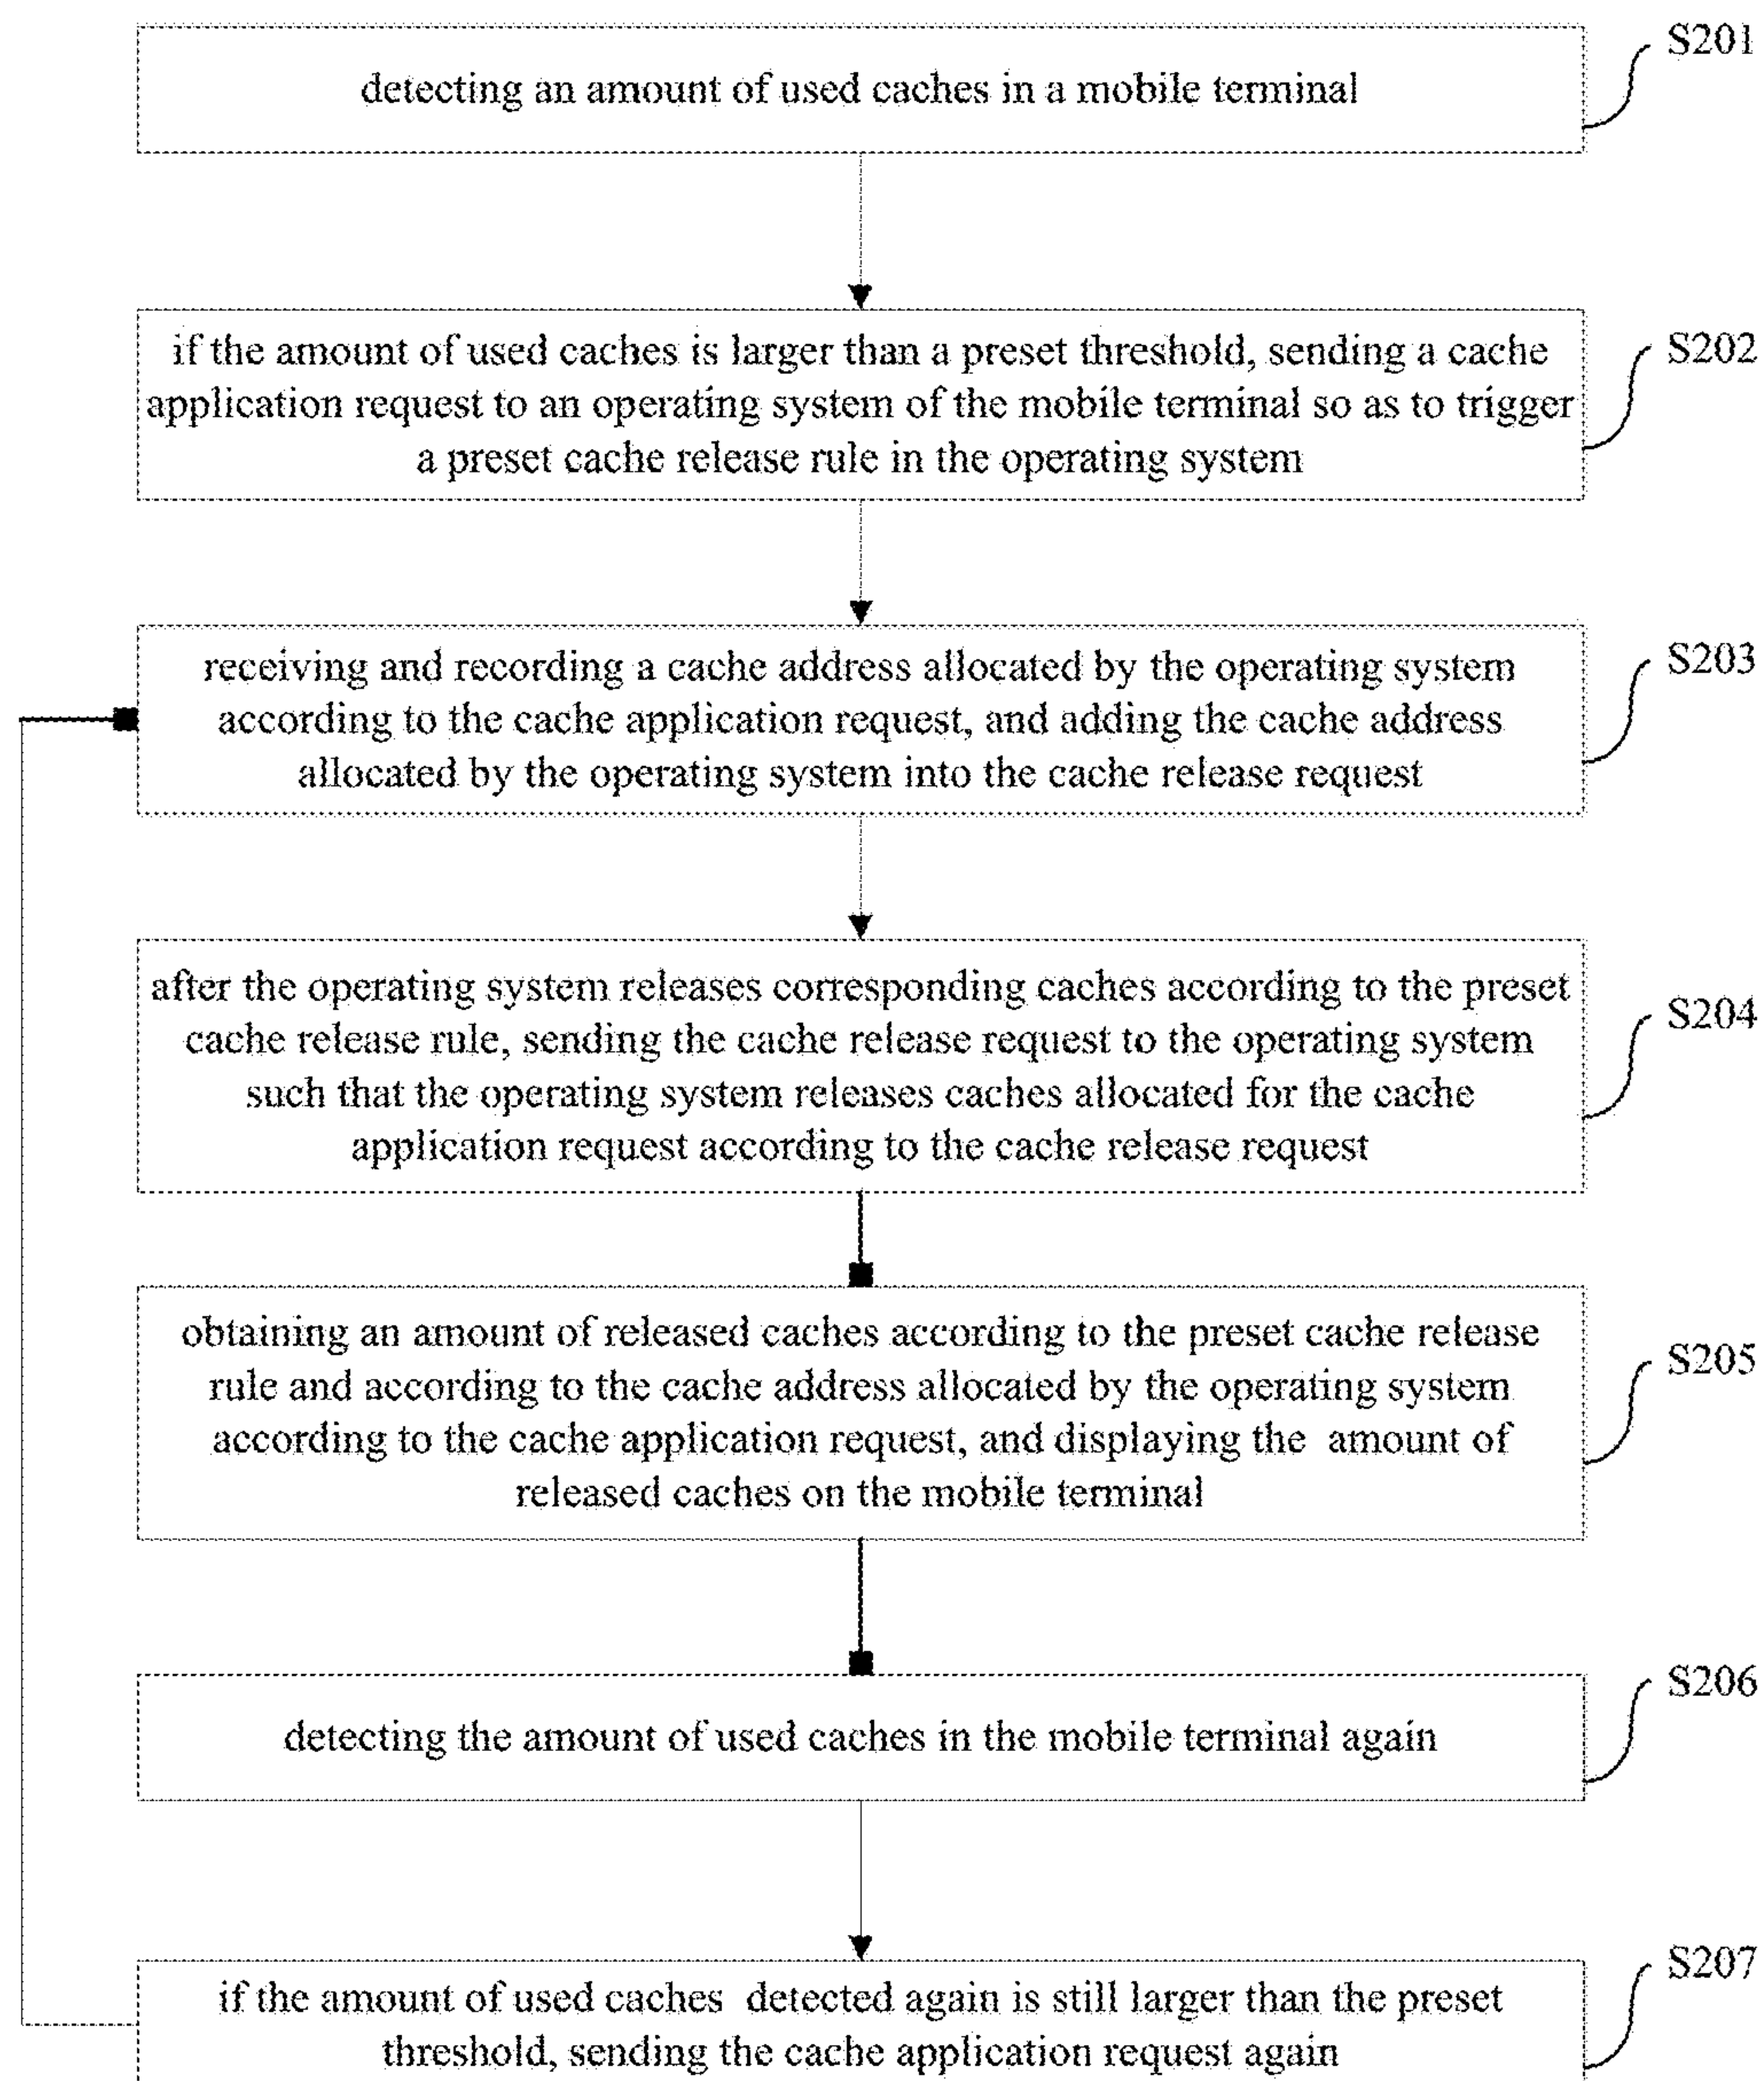 S201
detecting an amount of used caches in a mobile terminal
if the amount of used caches is larger than a preset threshold, sending a cache
application request to an operating system of the mobile terminal so as to trigger
a preset cache release rule in the operating system
S202
receiving and recording a cache address allocated by the operating system
according to the cache application request, and adding the cache address
allocated by the operating system into the cache release request
S203
after the operating system releases corresponding caches according to the preset
cache release rule, sending the cache release request to the operating system
such that the operating system releases caches allocated for the cache
application request according to the cache release request
S204
obtaining an amount of released caches according to the preset cache release
rule and according to the cache address allocated by the operating system
according to the cache application request, and displaying the amount of
released caches on the mobile terminal
S205
detecting the amount of used caches in the mobile terminal again
S206
if the amount of used caches detected again is still larger than the preset
threshold, sending the cache application request again
S207